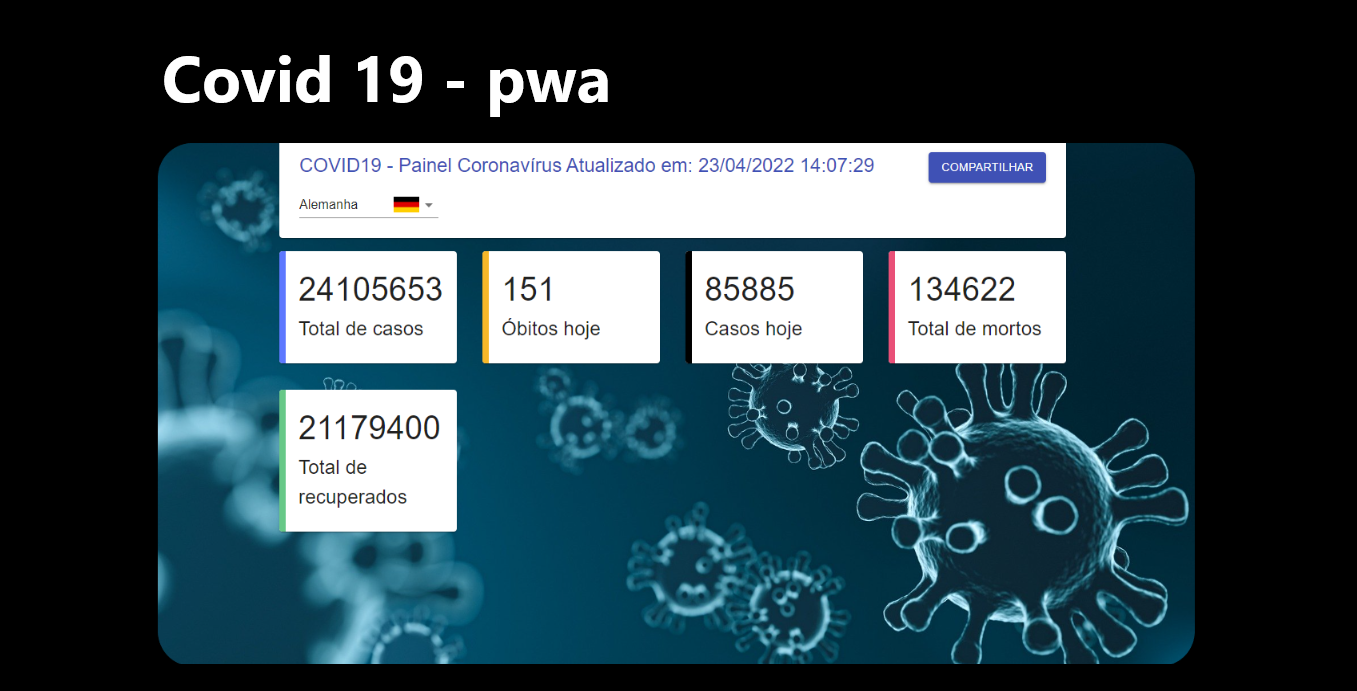 Covid 19 - pwa
COVID19 - Painel Coronavírus Atualizado em: 23/04/2022 14:07:29
COMPARTILHAR
Alemanha
24105653
Total de casos
151
Óbitos hoje
85885
Casos hoje
134622
Total de mortos
21179400
Total de
recuperados